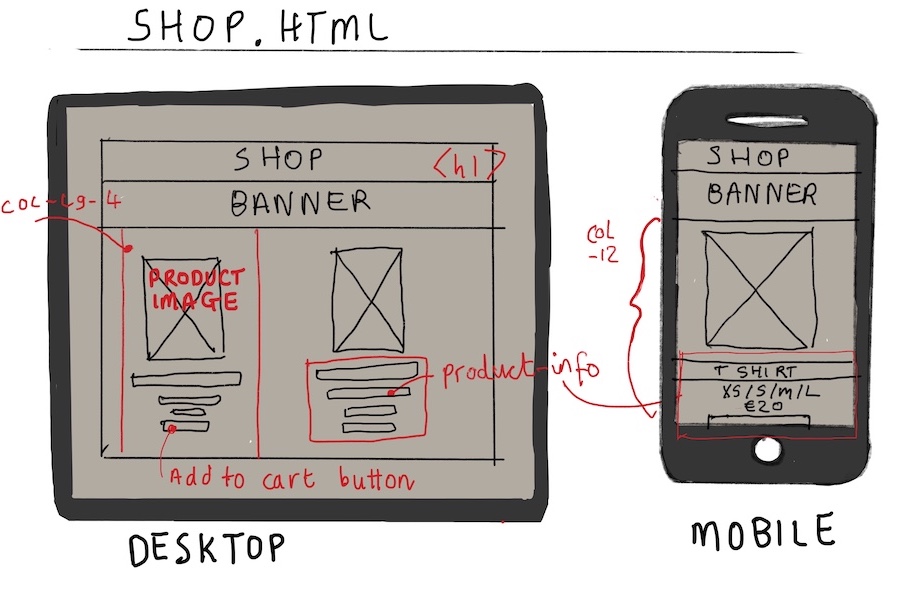 SHOP.HTML
SHOP <h1>
BANNER
COL-LG-4
PRODUCT
IMAGE
product-info
Add to cart button
DESKTOP
SHOP
BANNER
COL
-12
T SHIRT
XS/S/M/L
€20
MOBILE